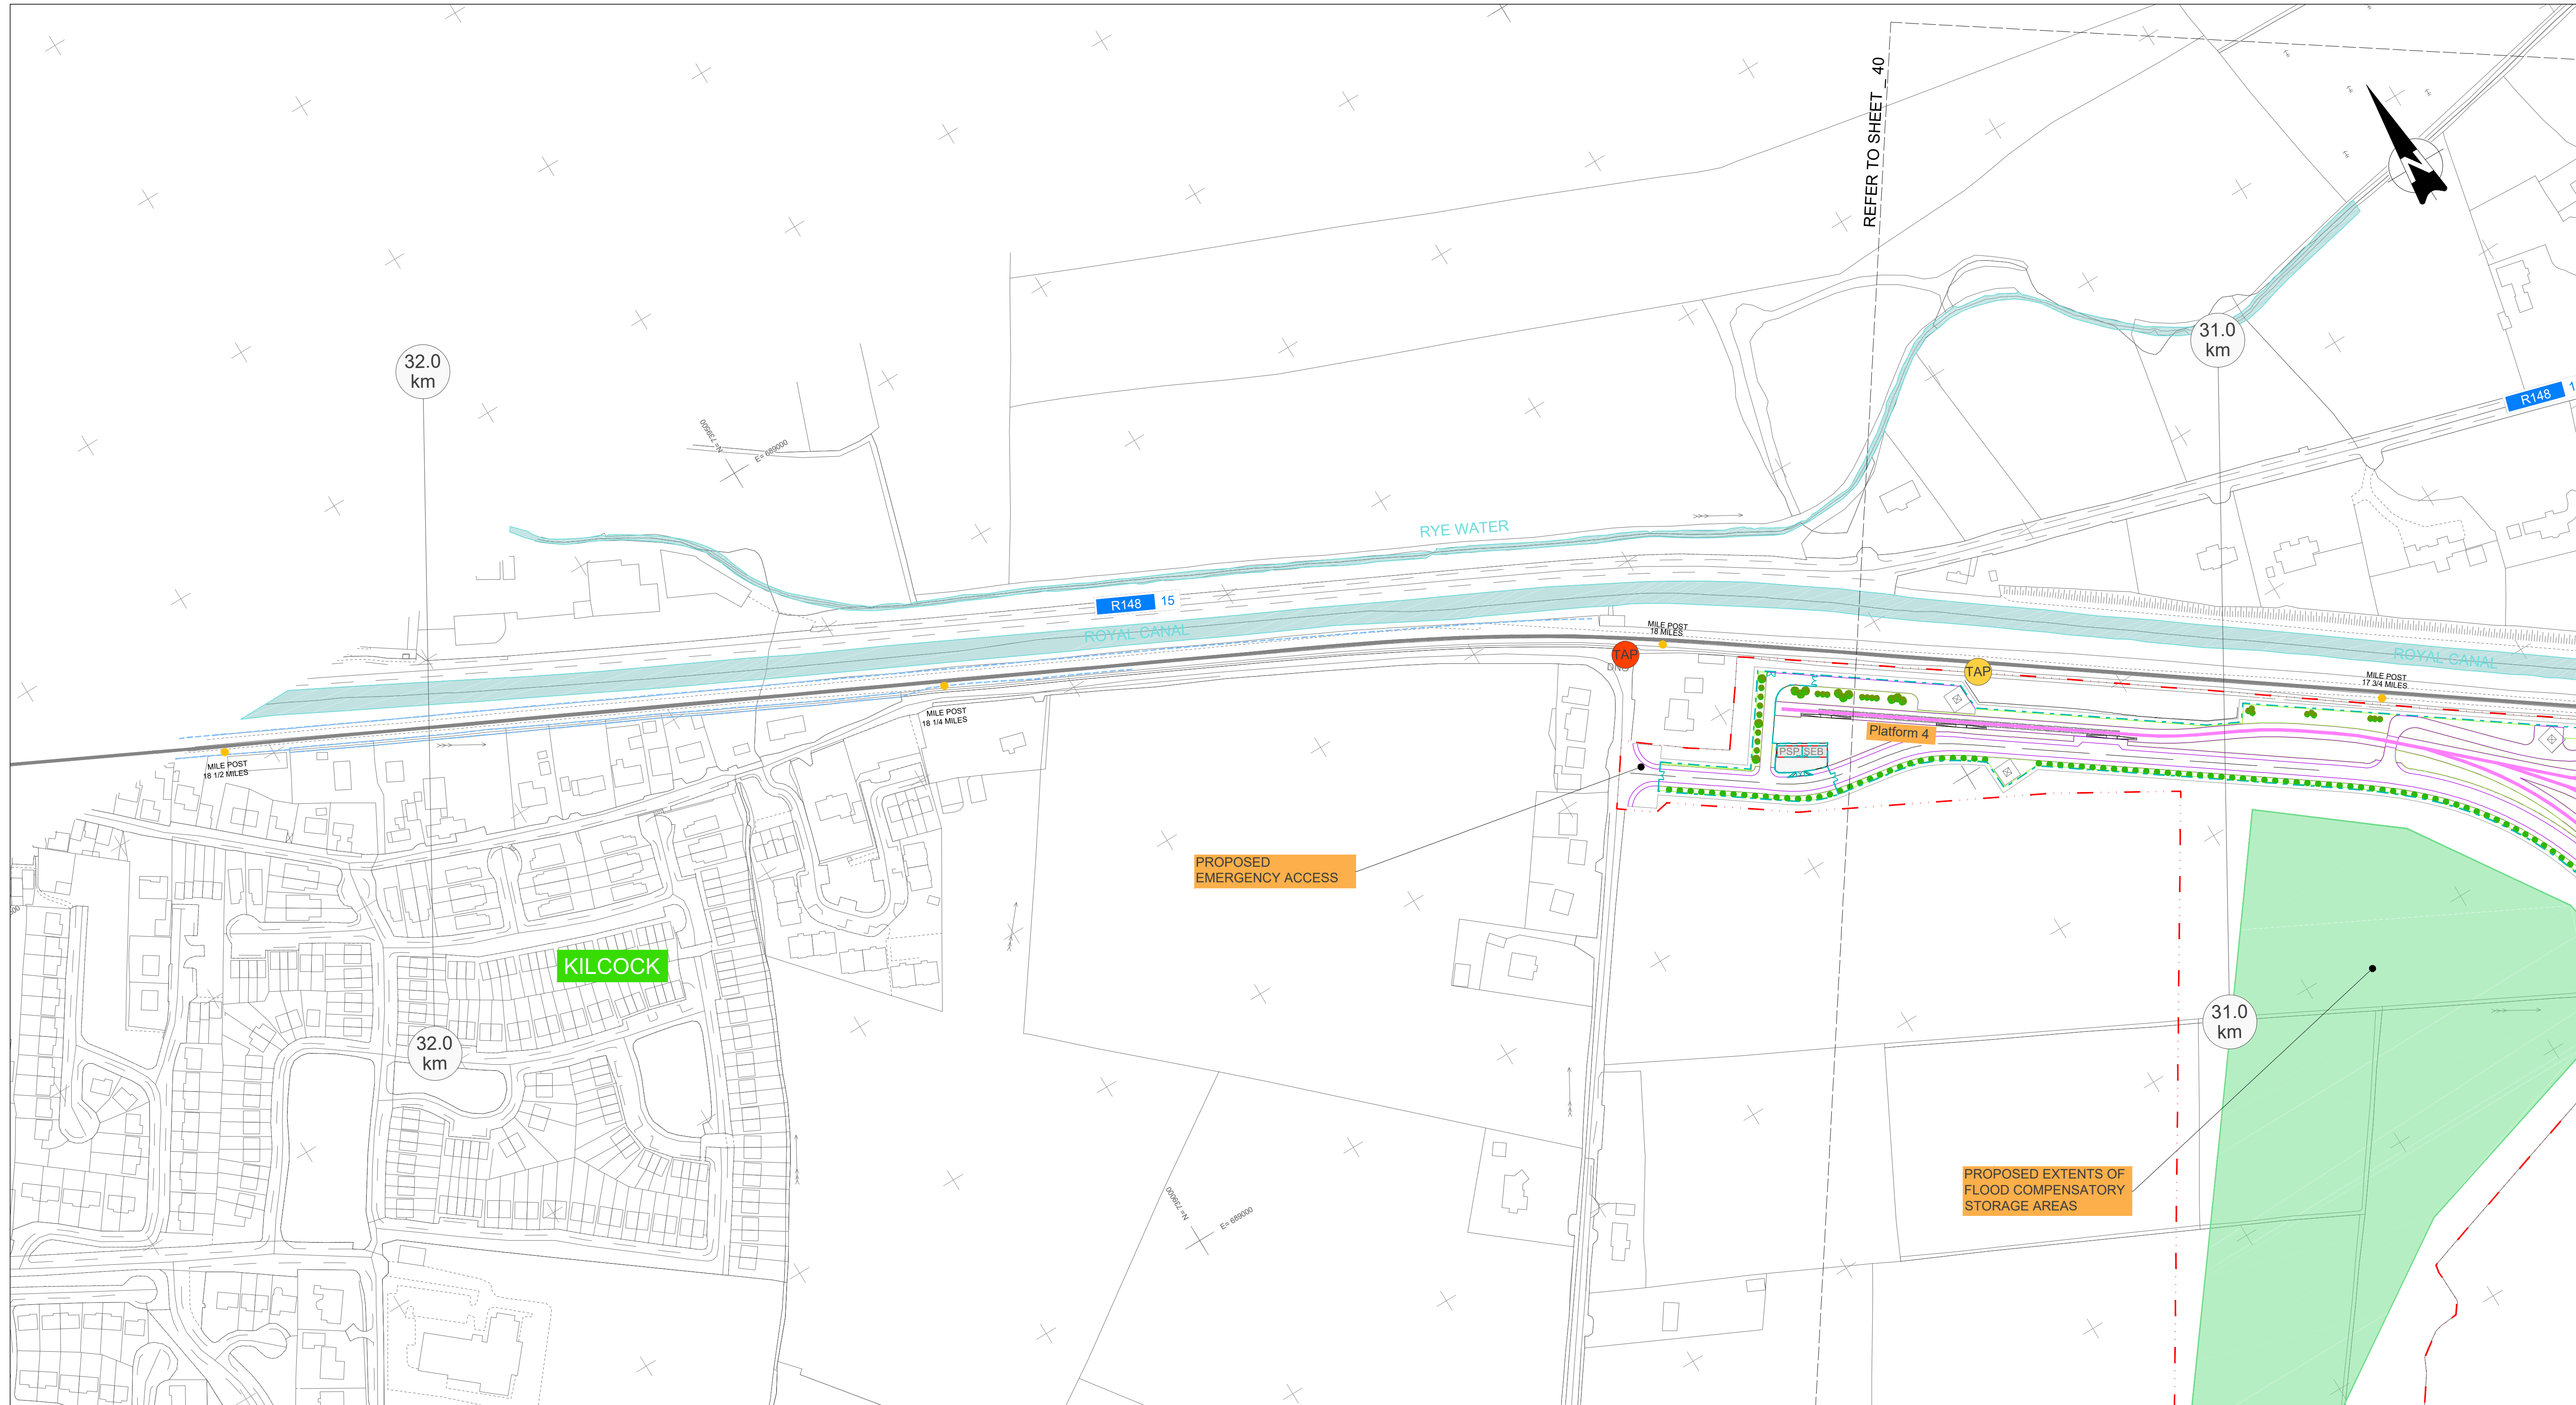 REFER TO SHEET _40
31.0
km
32.0
km
R148
N=739500
E= 689000
RYE WATER
R148 15
ROYAL CANAL
MILE POST
18 MILES
TAP
TAP
ROYAL CANAL
MILE POST
17 3/4 MILES
MILE POST
18 1/4 MILES
MILE POST
18 1/2 MILES
Platform 4
PSP SEB
PROPOSED
EMERGENCY ACCESS
KILCOCK
31.0
km
32.0
km
PROPOSED EXTENTS OF
FLOOD COMPENSATORY
STORAGE AREAS
N=739000
E= 689000